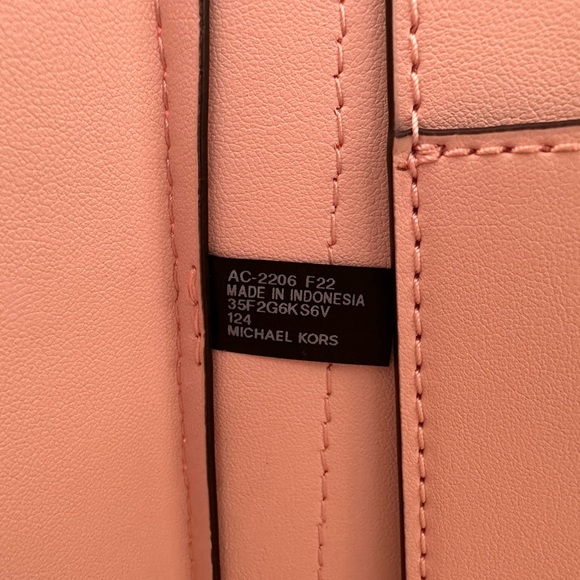 AC-2206 F22
MADE IN INDONESIA
35F2G6KS6V
124
MICHAEL KORS